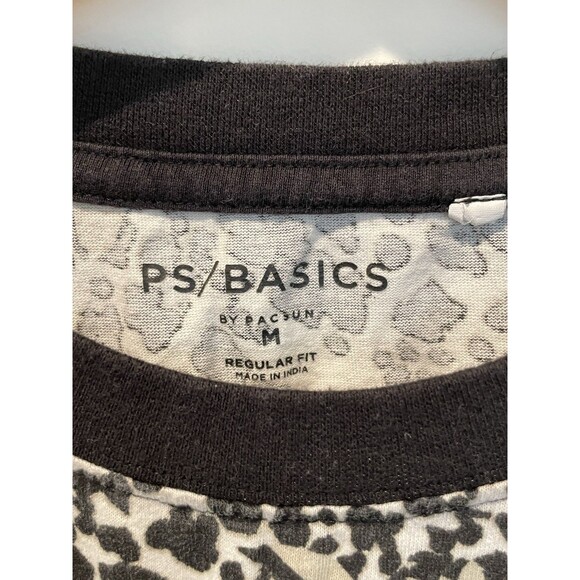 PS/BASICS
BY PACSUN
M
REGULAR FIT
MADE IN INDIA